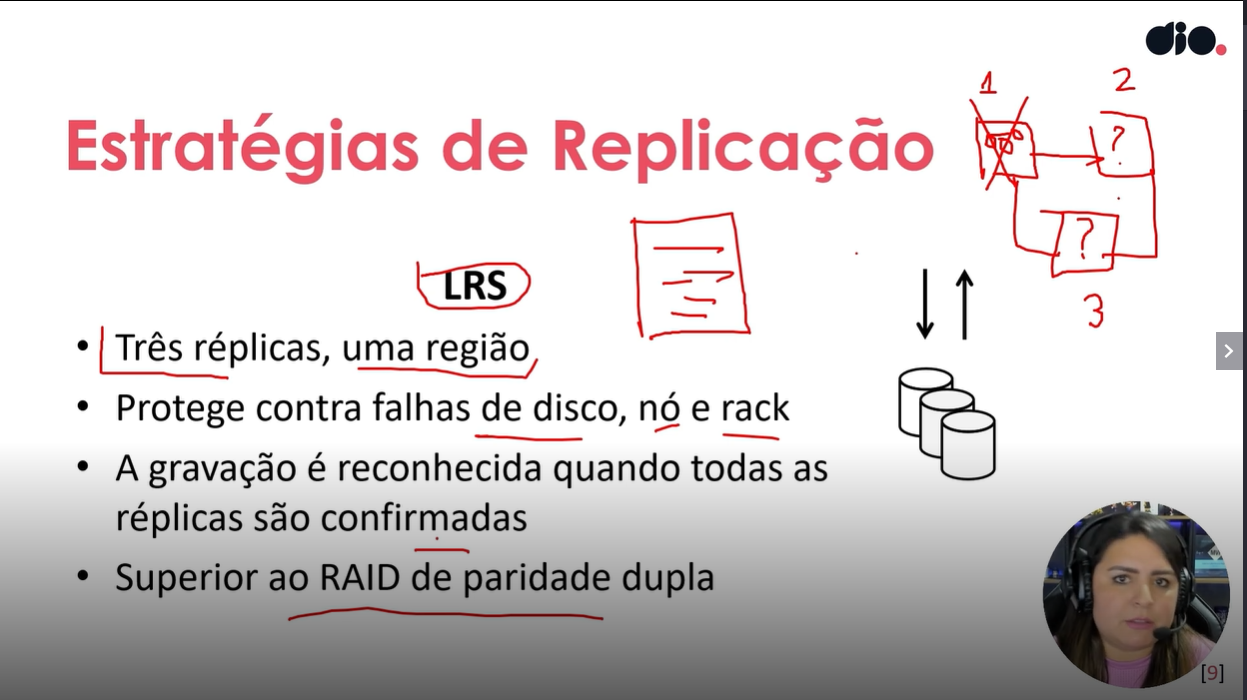 dio.
1
2
Estratégias de Replicação
?
?
3
LRS
• Três réplicas, uma região
• Protege contra falhas de disco, nó e rack
• A gravação é reconhecida quando todas as
réplicas são confirmadas
• Superior ao RAID de paridade dupla
[9]